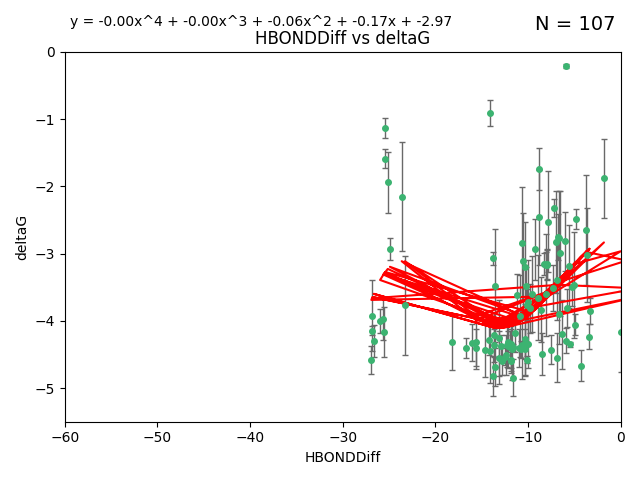 y = -0.00x^4 + -0.00x^3 + -0.06x^2 + -0.17x + -2.97
N = 107
HBONDDiff vs deltaG
0
−1
−2
−3
−4
−5
deltaG
−60 −50 −40 −30 −20 −10 0
HBONDDiff